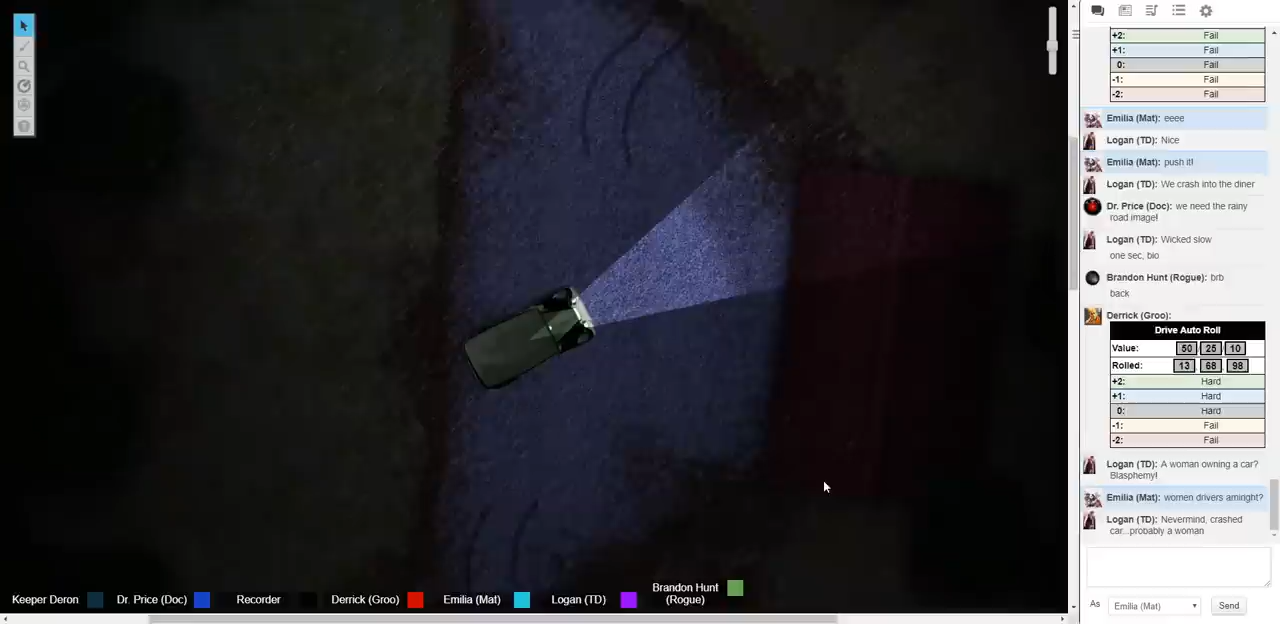 +2: Fail
+1: Fail
0: Fail
-1: Fail
-2: Fail
Emilia (Mat): eeee
Logan (TD): Nice
Emilia (Mat): push it!
Logan (TD): We crash into the diner
Dr. Price (Doc): we need the rainy
road image!
Logan (TD): Wicked slow
one sec, bio
Brandon Hunt (Rogue): brb
back
Derrick (Groo):
Drive Auto Roll
Value: 50 25 10
Rolled: 13 68 98
+2: Hard
+1: Hard
0: Hard
-1: Fail
-2: Fail
Logan (TD): A woman owning a car?
Blasphemy!
Emilia (Mat): women drivers amiright?
Logan (TD): Nevermind, crashed
car...probably a woman
As Emilia (Mat) Send
Keeper Deron
Dr. Price (Doc)
Recorder
Derrick (Groo)
Emilia (Mat)
Logan (TD)
Brandon Hunt
(Rogue)